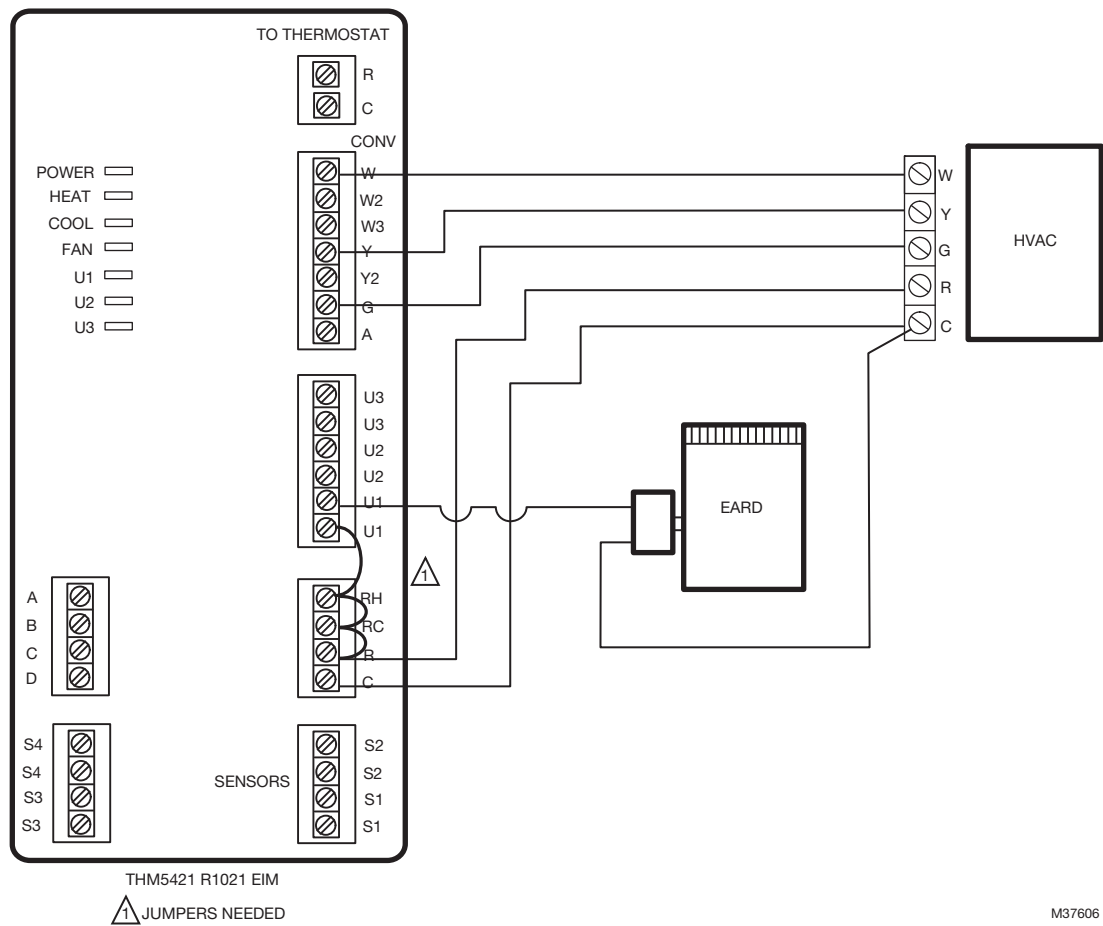 TO THERMOSTAT
R
C
CONV
W
W2
W3
Y
Y2
G
A
POWER
HEAT
COOL
FAN
U1
U2
U3
U3
U3
U2
U2
U1
U1
1
RH
RC
R
C
A
B
C
D
S4
S4
S3
S3
SENSORS
S2
S2
S1
S1
W
Y
G
R
C
HVAC
EARD
THM5421 R1021 EIM
1 JUMPERS NEEDED
M37606